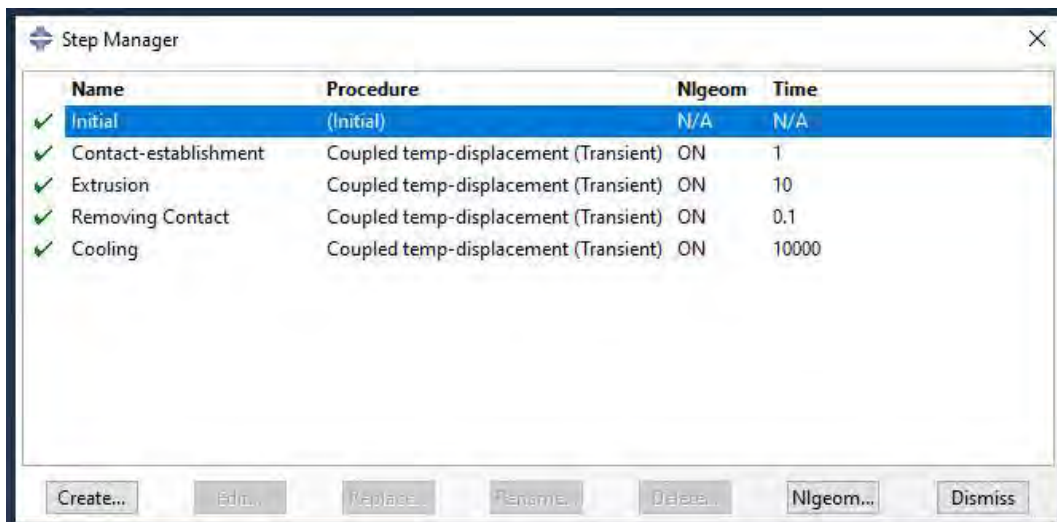 Step Manager
Name Procedure Nlgeom Time
Initial (Initial) N/A N/A
Contact-establishment Coupled temp-displacement (Transient) ON 1
Extrusion Coupled temp-displacement (Transient) ON 10
Removing Contact Coupled temp-displacement (Transient) ON 0.1
Cooling Coupled temp-displacement (Transient) ON 10000
Create... Edit... Replace... Rename... Delete... Nlgeom... Dismiss